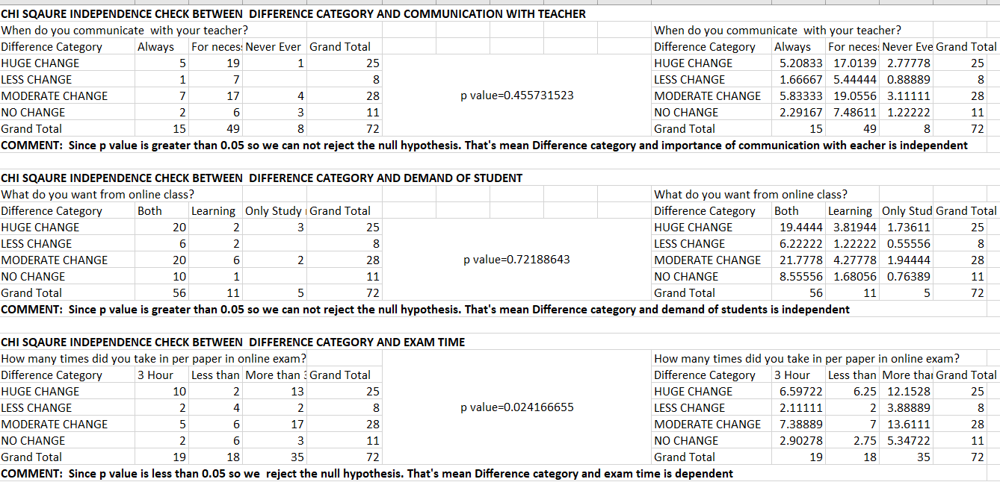 CHI SQAURE INDEPENDENCE CHECK BETWEEN DIFFERENCE CATEGORY AND COMMUNICATION WITH TEACHER
When do you communicate with your teacher? When do you communicate with your teacher?
Difference Category Always For neces Never Ever Grand Total Difference Category Always For neces Never Eve Grand Total
HUGE CHANGE 5 19 1 25 HUGE CHANGE 5.20833 17.0139 2.77778 25
LESS CHANGE 1 7 8 LESS CHANGE 1.66667 5.44444 0.88889 8
MODERATE CHANGE 7 17 4 28 p value=0.455731523 MODERATE CHANGE 5.83333 19.0556 3.11111 28
NO CHANGE 2 6 3 11 NO CHANGE 2.29167 7.48611 1.22222 11
Grand Total 15 49 8 72 Grand Total 15 49 8 72
COMMENT: Since p value is greater than 0.05 so we can not reject the null hypothesis. That's mean Difference category and importance of communication with eacher is independent
CHI SQAURE INDEPENDENCE CHECK BETWEEN DIFFERENCE CATEGORY AND DEMAND OF STUDENT
What do you want from online class? What do you want from online class?
Difference Category Both Learning Only Study Grand Total Difference Category Both Learning Only Stud Grand Total
HUGE CHANGE 20 2 3 25 HUGE CHANGE 19.4444 3.81944 1.73611 25
LESS CHANGE 6 2 8 LESS CHANGE 6.22222 1.22222 0.55556 8
MODERATE CHANGE 20 6 2 28 p value=0.72188643 MODERATE CHANGE 21.7778 4.27778 1.94444 28
NO CHANGE 10 1 11 NO CHANGE 8.55556 1.68056 0.76389 11
Grand Total 56 11 5 72 Grand Total 56 11 5 72
COMMENT: Since p value is greater than 0.05 so we can not reject the null hypothesis. That's mean Difference category and demand of students is independent
CHI SQAURE INDEPENDENCE CHECK BETWEEN DIFFERENCE CATEGORY AND EXAM TIME
How many times did you take in per paper in online exam? How many times did you take in per paper in online exam?
Difference Category 3 Hour Less than More than Grand Total Difference Category 3 Hour Less than More tha Grand Total
HUGE CHANGE 10 2 13 25 HUGE CHANGE 6.59722 6.25 12.1528 25
LESS CHANGE 2 4 2 8 p value=0.024166655 LESS CHANGE 2.11111 2 3.88889 8
MODERATE CHANGE 5 6 17 28 MODERATE CHANGE 7.38889 7 13.6111 28
NO CHANGE 2 6 3 11 NO CHANGE 2.90278 2.75 5.34722 11
Grand Total 19 18 35 72 Grand Total 19 18 35 72
COMMENT: Since p value is less than 0.05 so we reject the null hypothesis. That's mean Difference category and exam time is dependent